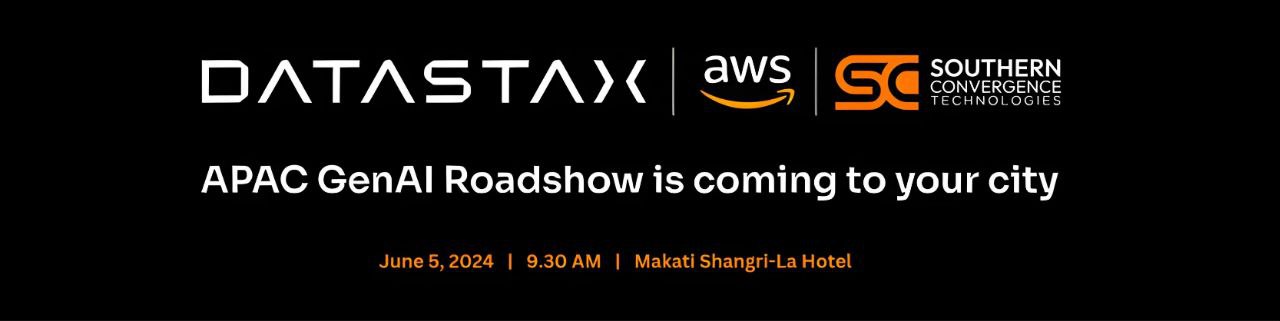 DATASTAX | aws | SC SOUTHERN
CONVERGENCE
TECHNOLOGIES
APAC GenAI Roadshow is coming to your city
June 5, 2024 | 9.30 AM | Makati Shangri-La Hotel